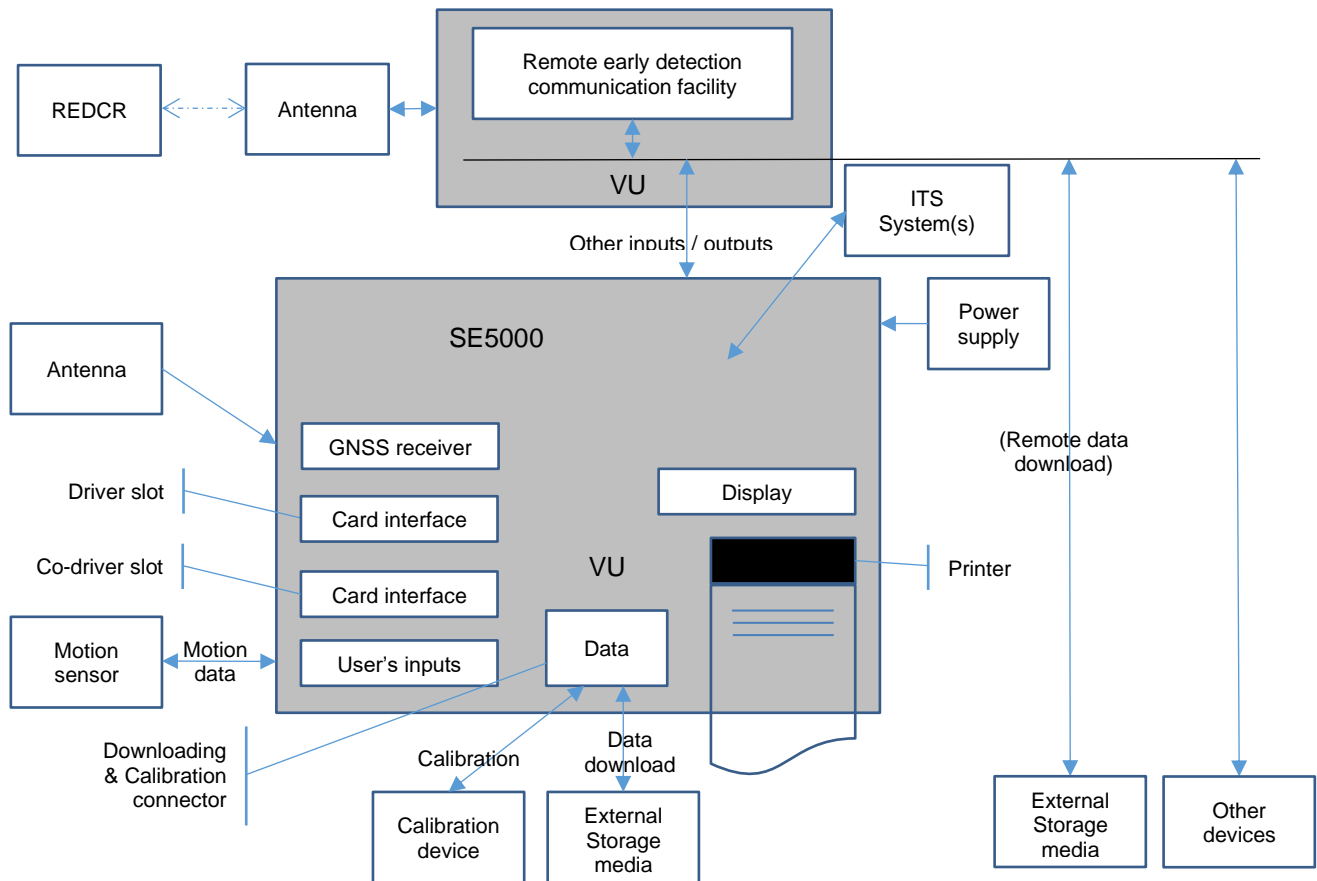 Remote early detection
communication facility
REDCR
Antenna
VU
ITS
System(s)
Other inputs / outputs
Power
supply
SE5000
Antenna
GNSS receiver
(Remote data
download)
Driver slot
Display
Card interface
Co-driver slot
VU
Printer
Card interface
Motion
sensor
Motion
data
User's inputs
Data
Downloading
& Calibration
connector
Calibration
Data
download
Calibration
device
External
Storage
media
External
Storage
media
Other
devices